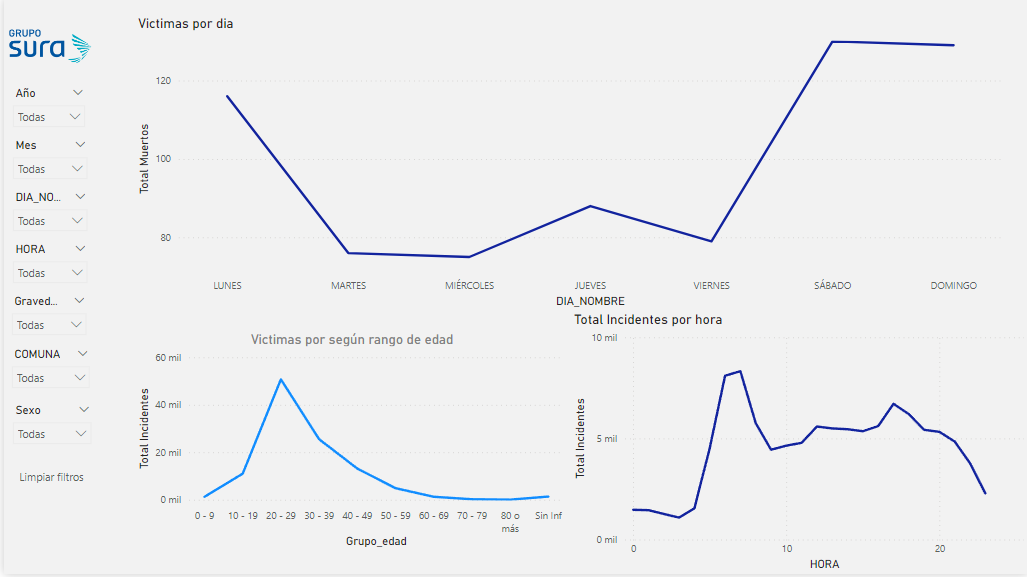 GRUPO
sura
Año
Todas
Mes
Todas
DIA_NO...
Todas
HORA
Todas
Graved...
Todas
COMUNA
Todas
Sexo
Todas
Limpiar filtros
Victimas por dia
Total Muertos
120
100
80
LUNES MARTES MIÉRCOLES JUEVES VIERNES SÁBADO DOMINGO
DIA_NOMBRE
Victimas por según rango de edad
Total Incidentes
60 mil
40 mil
20 mil
0 mil
0 - 9 10 - 19 20 - 29 30 - 39 40 - 49 50 - 59 60 - 69 70 - 79 80 o más Sin Inf
Grupo_edad
Total Incidentes por hora
Total Incidentes
10 mil
5 mil
0 mil
0 10 20
HORA